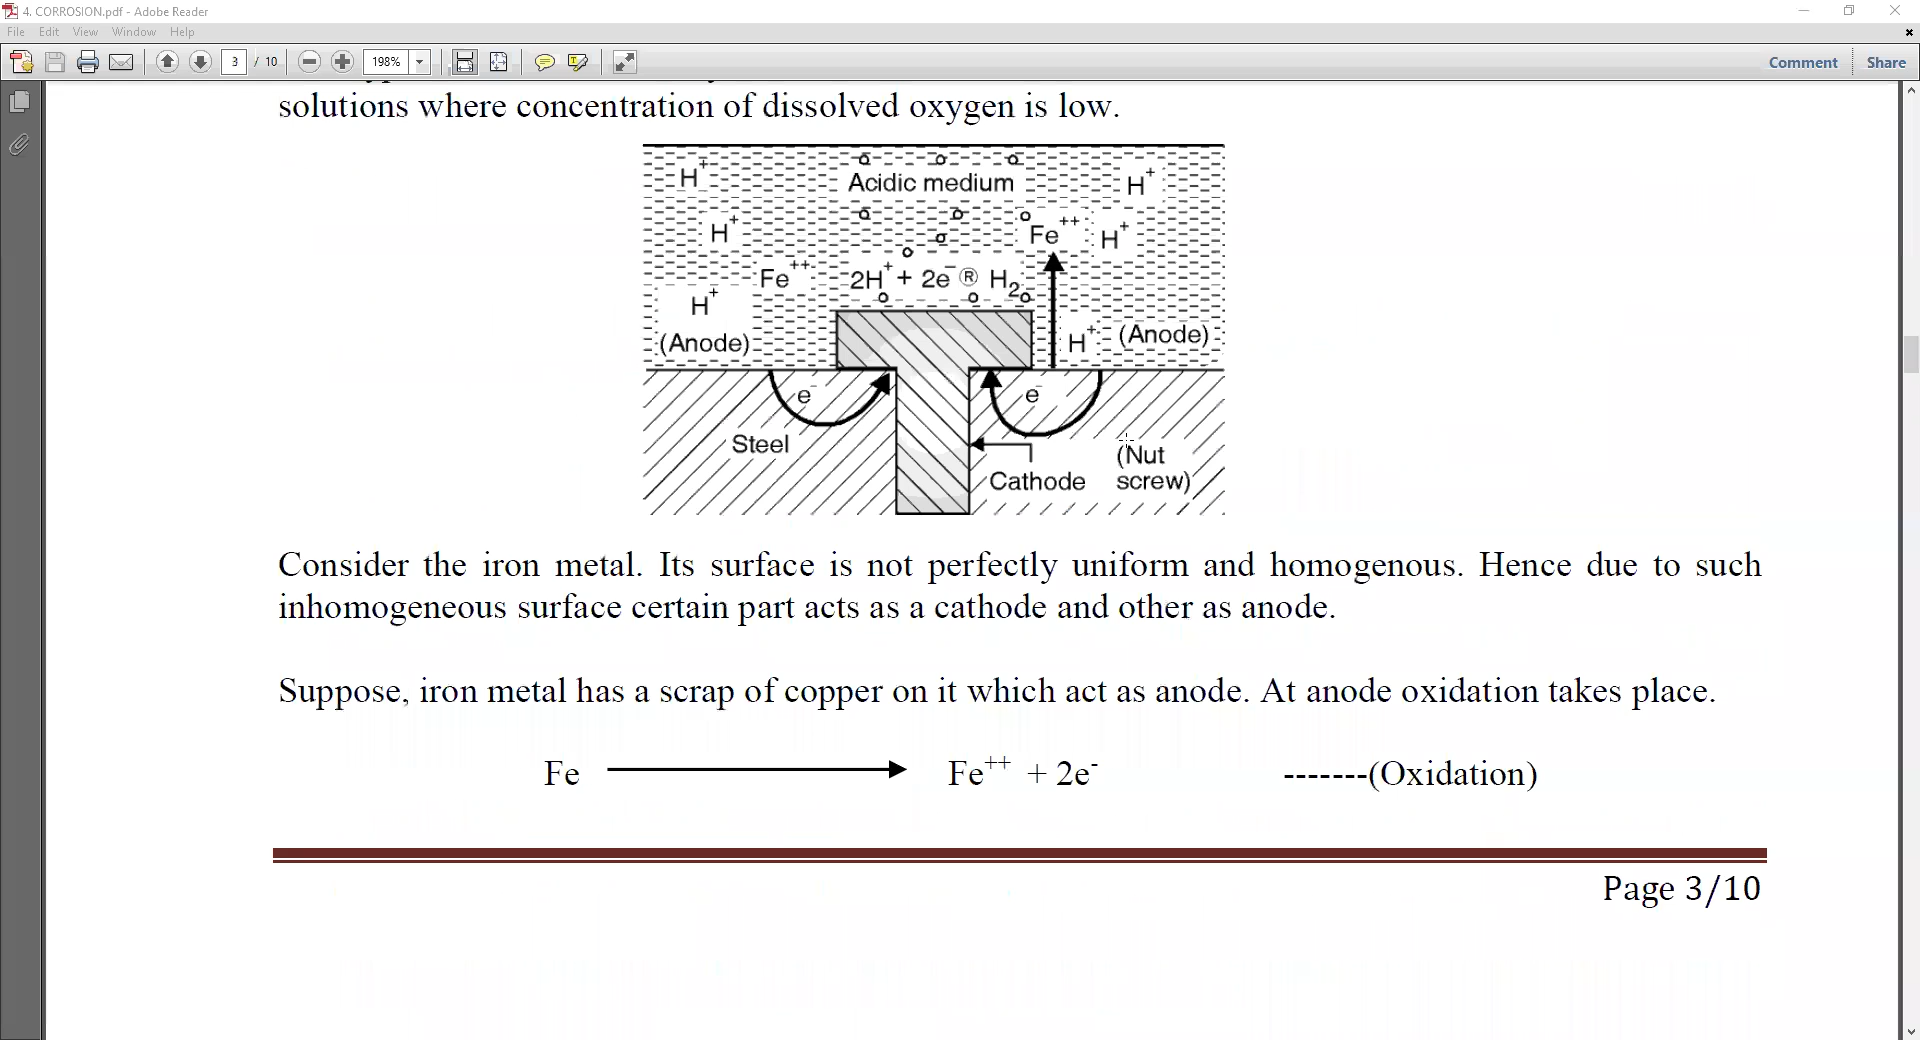 4. CORROSION.pdf - Adobe Reader
File Edit View Window Help
3 / 10 198% Comment Share
solutions where concentration of dissolved oxygen is low.
H+ Acidic medium H+
H+ Fe++ H+
Fe++ 2H+ + 2e- ® H2
H+
(Anode) H+ (Anode)
e- e-
Steel
(Nut
Cathode screw)
Consider the iron metal. Its surface is not perfectly uniform and homogenous. Hence due to such
inhomogeneous surface certain part acts as a cathode and other as anode.
Suppose, iron metal has a scrap of copper on it which act as anode. At anode oxidation takes place.
Fe Fe++ + 2e- -------(Oxidation)
Page 3/10